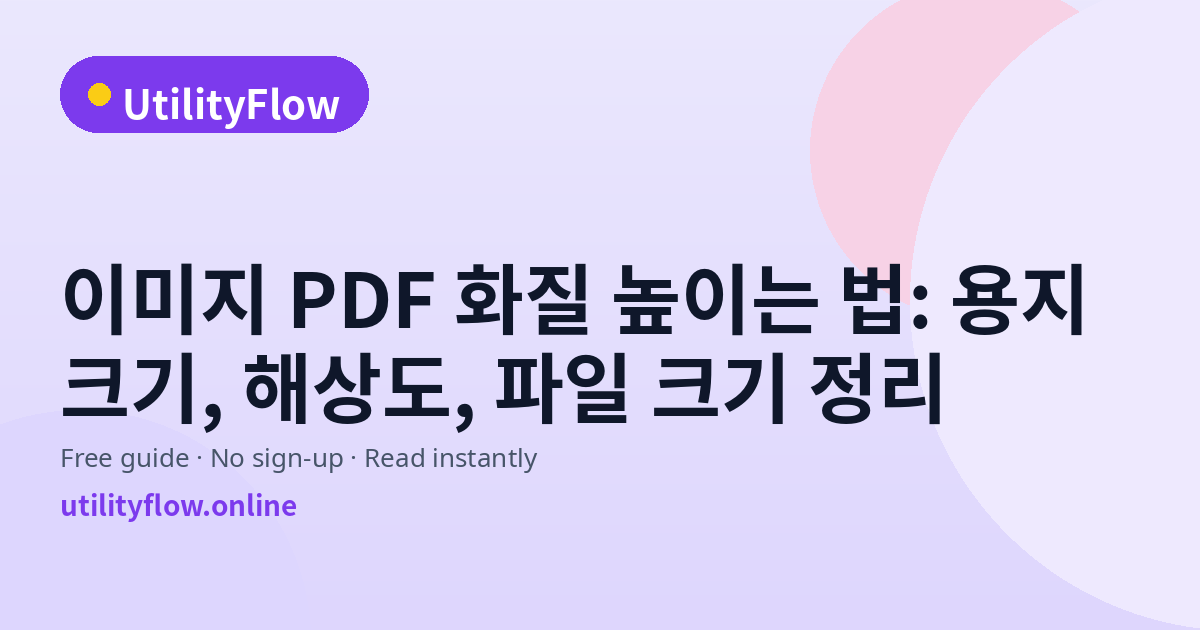 UtilityFlow
이미지 PDF 화질 높이는 법: 용지
크기, 해상도, 파일 크기 정리
Free guide · No sign-up · Read instantly
utilityflow.online